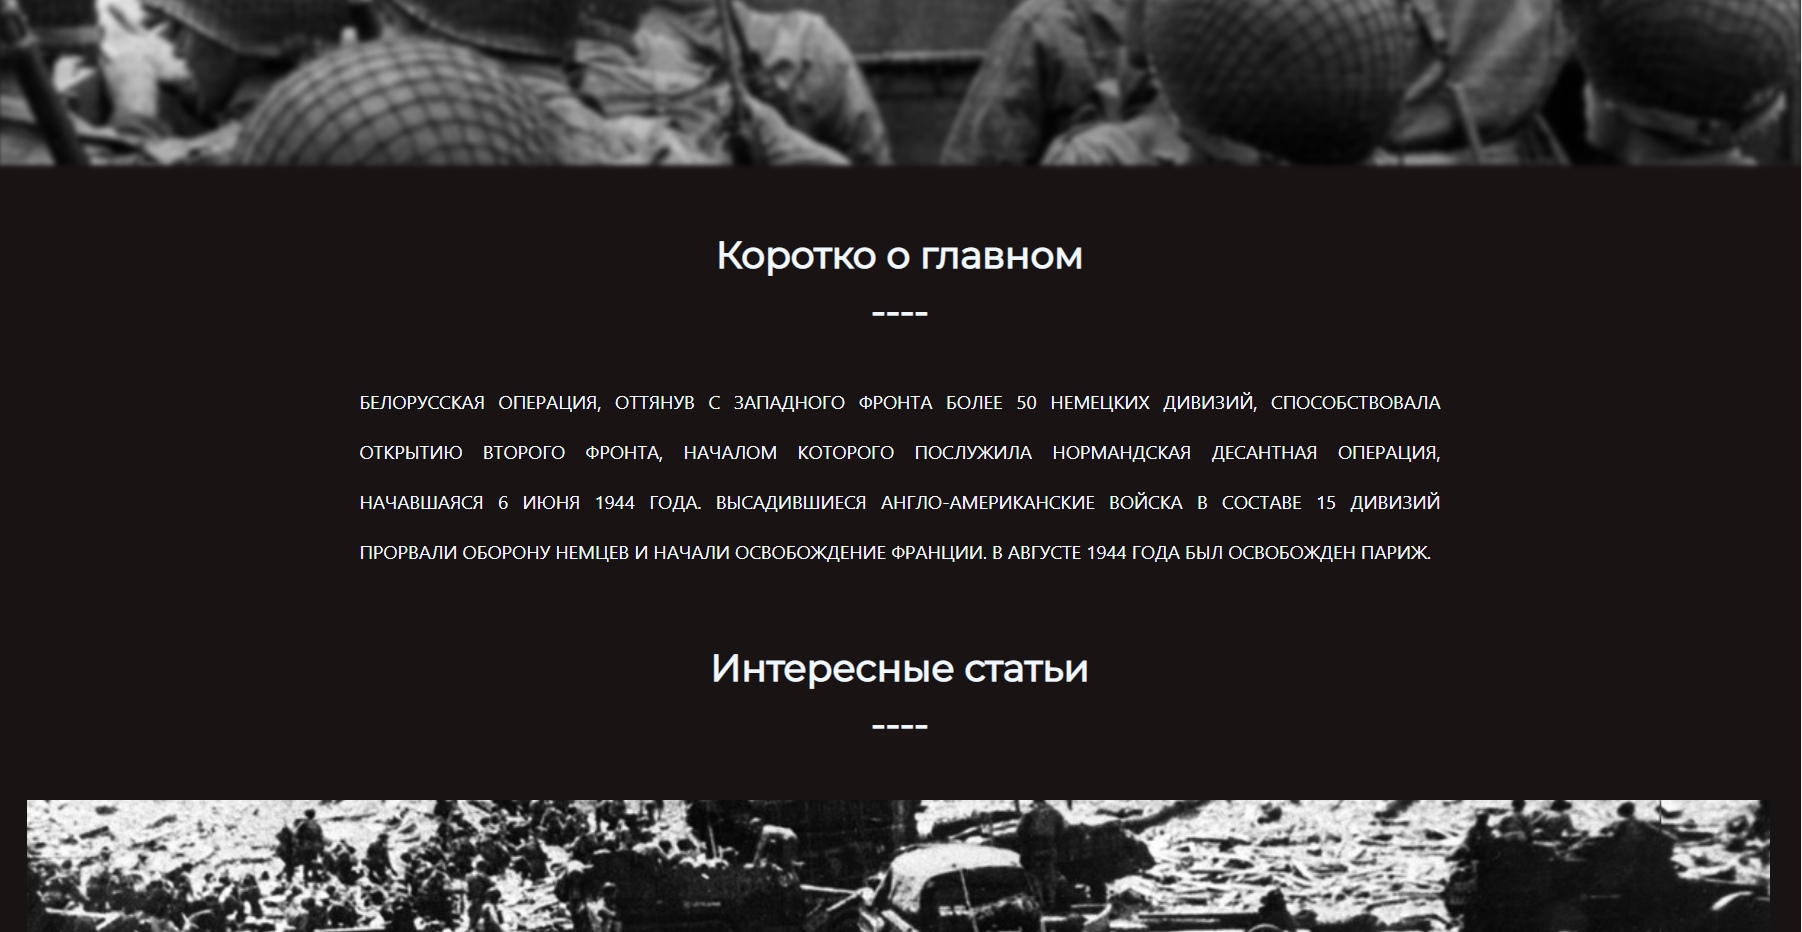 Коротко о главном
----
БЕЛОРУССКАЯ ОПЕРАЦИЯ, ОТТЯНУВ С ЗАПАДНОГО ФРОНТА БОЛЕЕ 50 НЕМЕЦКИХ ДИВИЗИЙ, СПОСОБСТВОВАЛА
ОТКРЫТИЮ ВТОРОГО ФРОНТА, НАЧАЛОМ КОТОРОГО ПОСЛУЖИЛА НОРМАНДСКАЯ ДЕСАНТНАЯ ОПЕРАЦИЯ,
НАЧАВШАЯСЯ 6 ИЮНЯ 1944 ГОДА. ВЫСАДИВШИЕСЯ АНГЛО-АМЕРИКАНСКИЕ ВОЙСКА В СОСТАВЕ 15 ДИВИЗИЙ
ПРОРВАЛИ ОБОРОНУ НЕМЦЕВ И НАЧАЛИ ОСВОБОЖДЕНИЕ ФРАНЦИИ. В АВГУСТЕ 1944 ГОДА БЫЛ ОСВОБОЖДЕН ПАРИЖ.
Интересные статьи
----